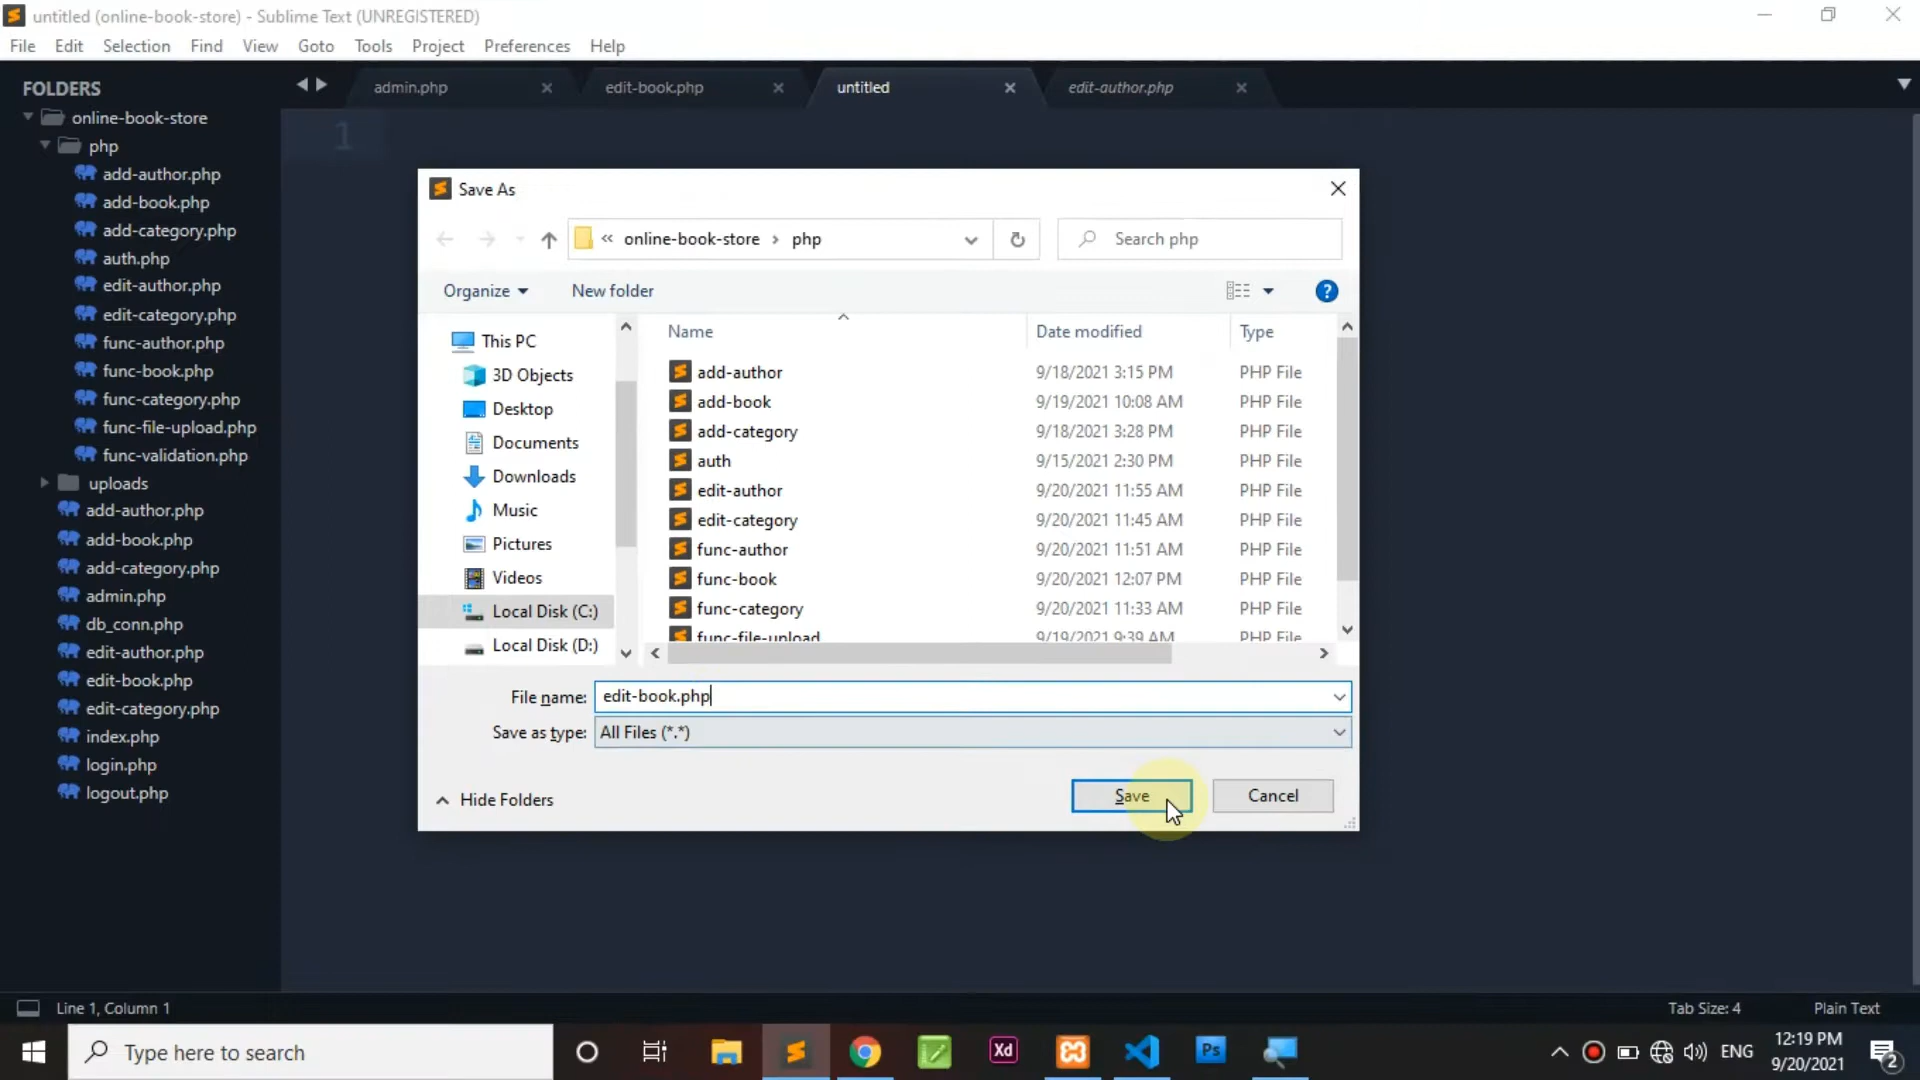 untitled (online-book-store) - Sublime Text (UNREGISTERED)
File Edit Selection Find View Goto Tools Project Preferences Help
FOLDERS
online-book-store
php
add-author.php
add-book.php
add-category.php
auth.php
edit-author.php
edit-category.php
func-author.php
func-book.php
func-category.php
func-file-upload.php
func-validation.php
uploads
add-author.php
add-book.php
add-category.php
admin.php
db_conn.php
edit-author.php
edit-book.php
edit-category.php
index.php
login.php
logout.php
admin.php edit-book.php untitled edit-author.php
1
Save As
« online-book-store › php
Search php
Organize New folder
This PC
3D Objects
Desktop
Documents
Downloads
Music
Pictures
Videos
Local Disk (C:)
Local Disk (D:)
Name Date modified Type
add-author 9/18/2021 3:15 PM PHP File
add-book 9/19/2021 10:08 AM PHP File
add-category 9/18/2021 3:28 PM PHP File
auth 9/15/2021 2:30 PM PHP File
edit-author 9/20/2021 11:55 AM PHP File
edit-category 9/20/2021 11:45 AM PHP File
func-author 9/20/2021 11:51 AM PHP File
func-book 9/20/2021 12:07 PM PHP File
func-category 9/20/2021 11:33 AM PHP File
func-file-upload 9/19/2021 9:39 AM PHP File
File name: edit-book.php
Save as type: All Files (*.*)
Hide Folders
Save Cancel
Line 1, Column 1
Tab Size: 4 Plain Text
Type here to search
Xd
Ps
ENG
12:19 PM
9/20/2021
2